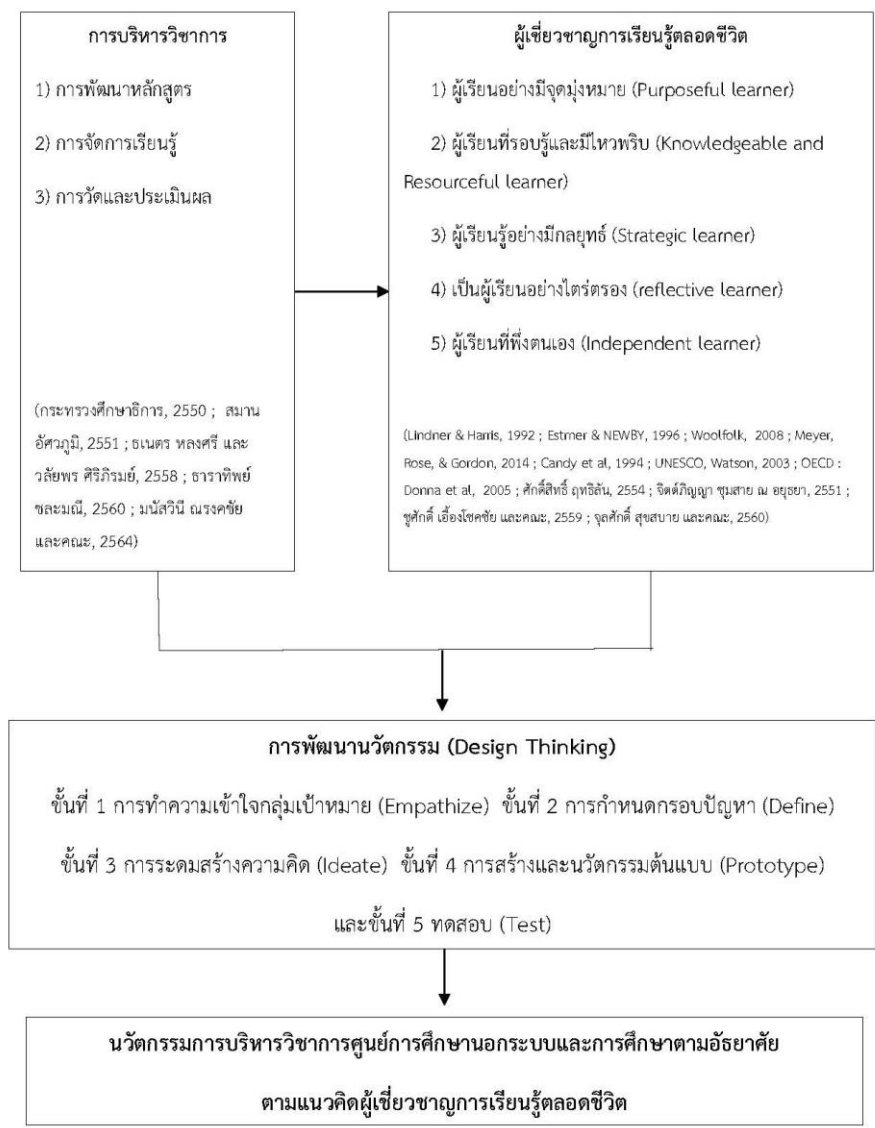 การบริหารวิชาการ
1) การพัฒนาหลักสูตร
2) การจัดการเรียนรู้
3) การวัดและประเมินผล
(กระทรวงศึกษาธิการ, 2550 ; สมาน
อัศวภูมิ, 2551 ; ธเนตร หลงศรี และ
วลัยพร ศิริภิรมย์, 2558 ; ธาราทิพย์
ชละมณี, 2560 ; มนัสวินี ณรงคชัย
และคณะ, 2564)
ผู้เชี่ยวชาญการเรียนรู้ตลอดชีวิต
1) ผู้เรียนอย่างมีจุดมุ่งหมาย (Purposeful learner)
2) ผู้เรียนที่รอบรู้และมีไหวพริบ (Knowledgeable and
Resourceful learner)
3) ผู้เรียนรู้อย่างมีกลยุทธ์ (Strategic learner)
4) เป็นผู้เรียนอย่างไตร่ตรอง (reflective learner)
5) ผู้เรียนที่พึ่งตนเอง (Independent learner)
(Lindner & Harris, 1992 ; Estmer & NEWBY, 1996 ; Woolfolk, 2008 ; Meyer,
Rose, & Gordon, 2014 ; Candy et al, 1994 ; UNESCO, Watson, 2003 ; OECD :
Donna et al, 2005 ; ศักดิ์สิทธิ์ ฤทธิลัน, 2554 ; จิตต์ภิญญา ชุมสาย ณ อยุธยา, 2551 ;
ชูศักดิ์ เอื้องโชคชัย และคณะ, 2559 ; จุลศักดิ์ สุขสบาย และคณะ, 2560)
การพัฒนานวัตกรรม (Design Thinking)
ขั้นที่ 1 การทำความเข้าใจกลุ่มเป้าหมาย (Empathize) ขั้นที่ 2 การกำหนดกรอบปัญหา (Define)
ขั้นที่ 3 การระดมสร้างความคิด (Ideate) ขั้นที่ 4 การสร้างและนวัตกรรมต้นแบบ (Prototype)
และขั้นที่ 5 ทดสอบ (Test)
นวัตกรรมการบริหารวิชาการศูนย์การศึกษานอกระบบและการศึกษาตามอัธยาศัย
ตามแนวคิดผู้เชี่ยวชาญการเรียนรู้ตลอดชีวิต